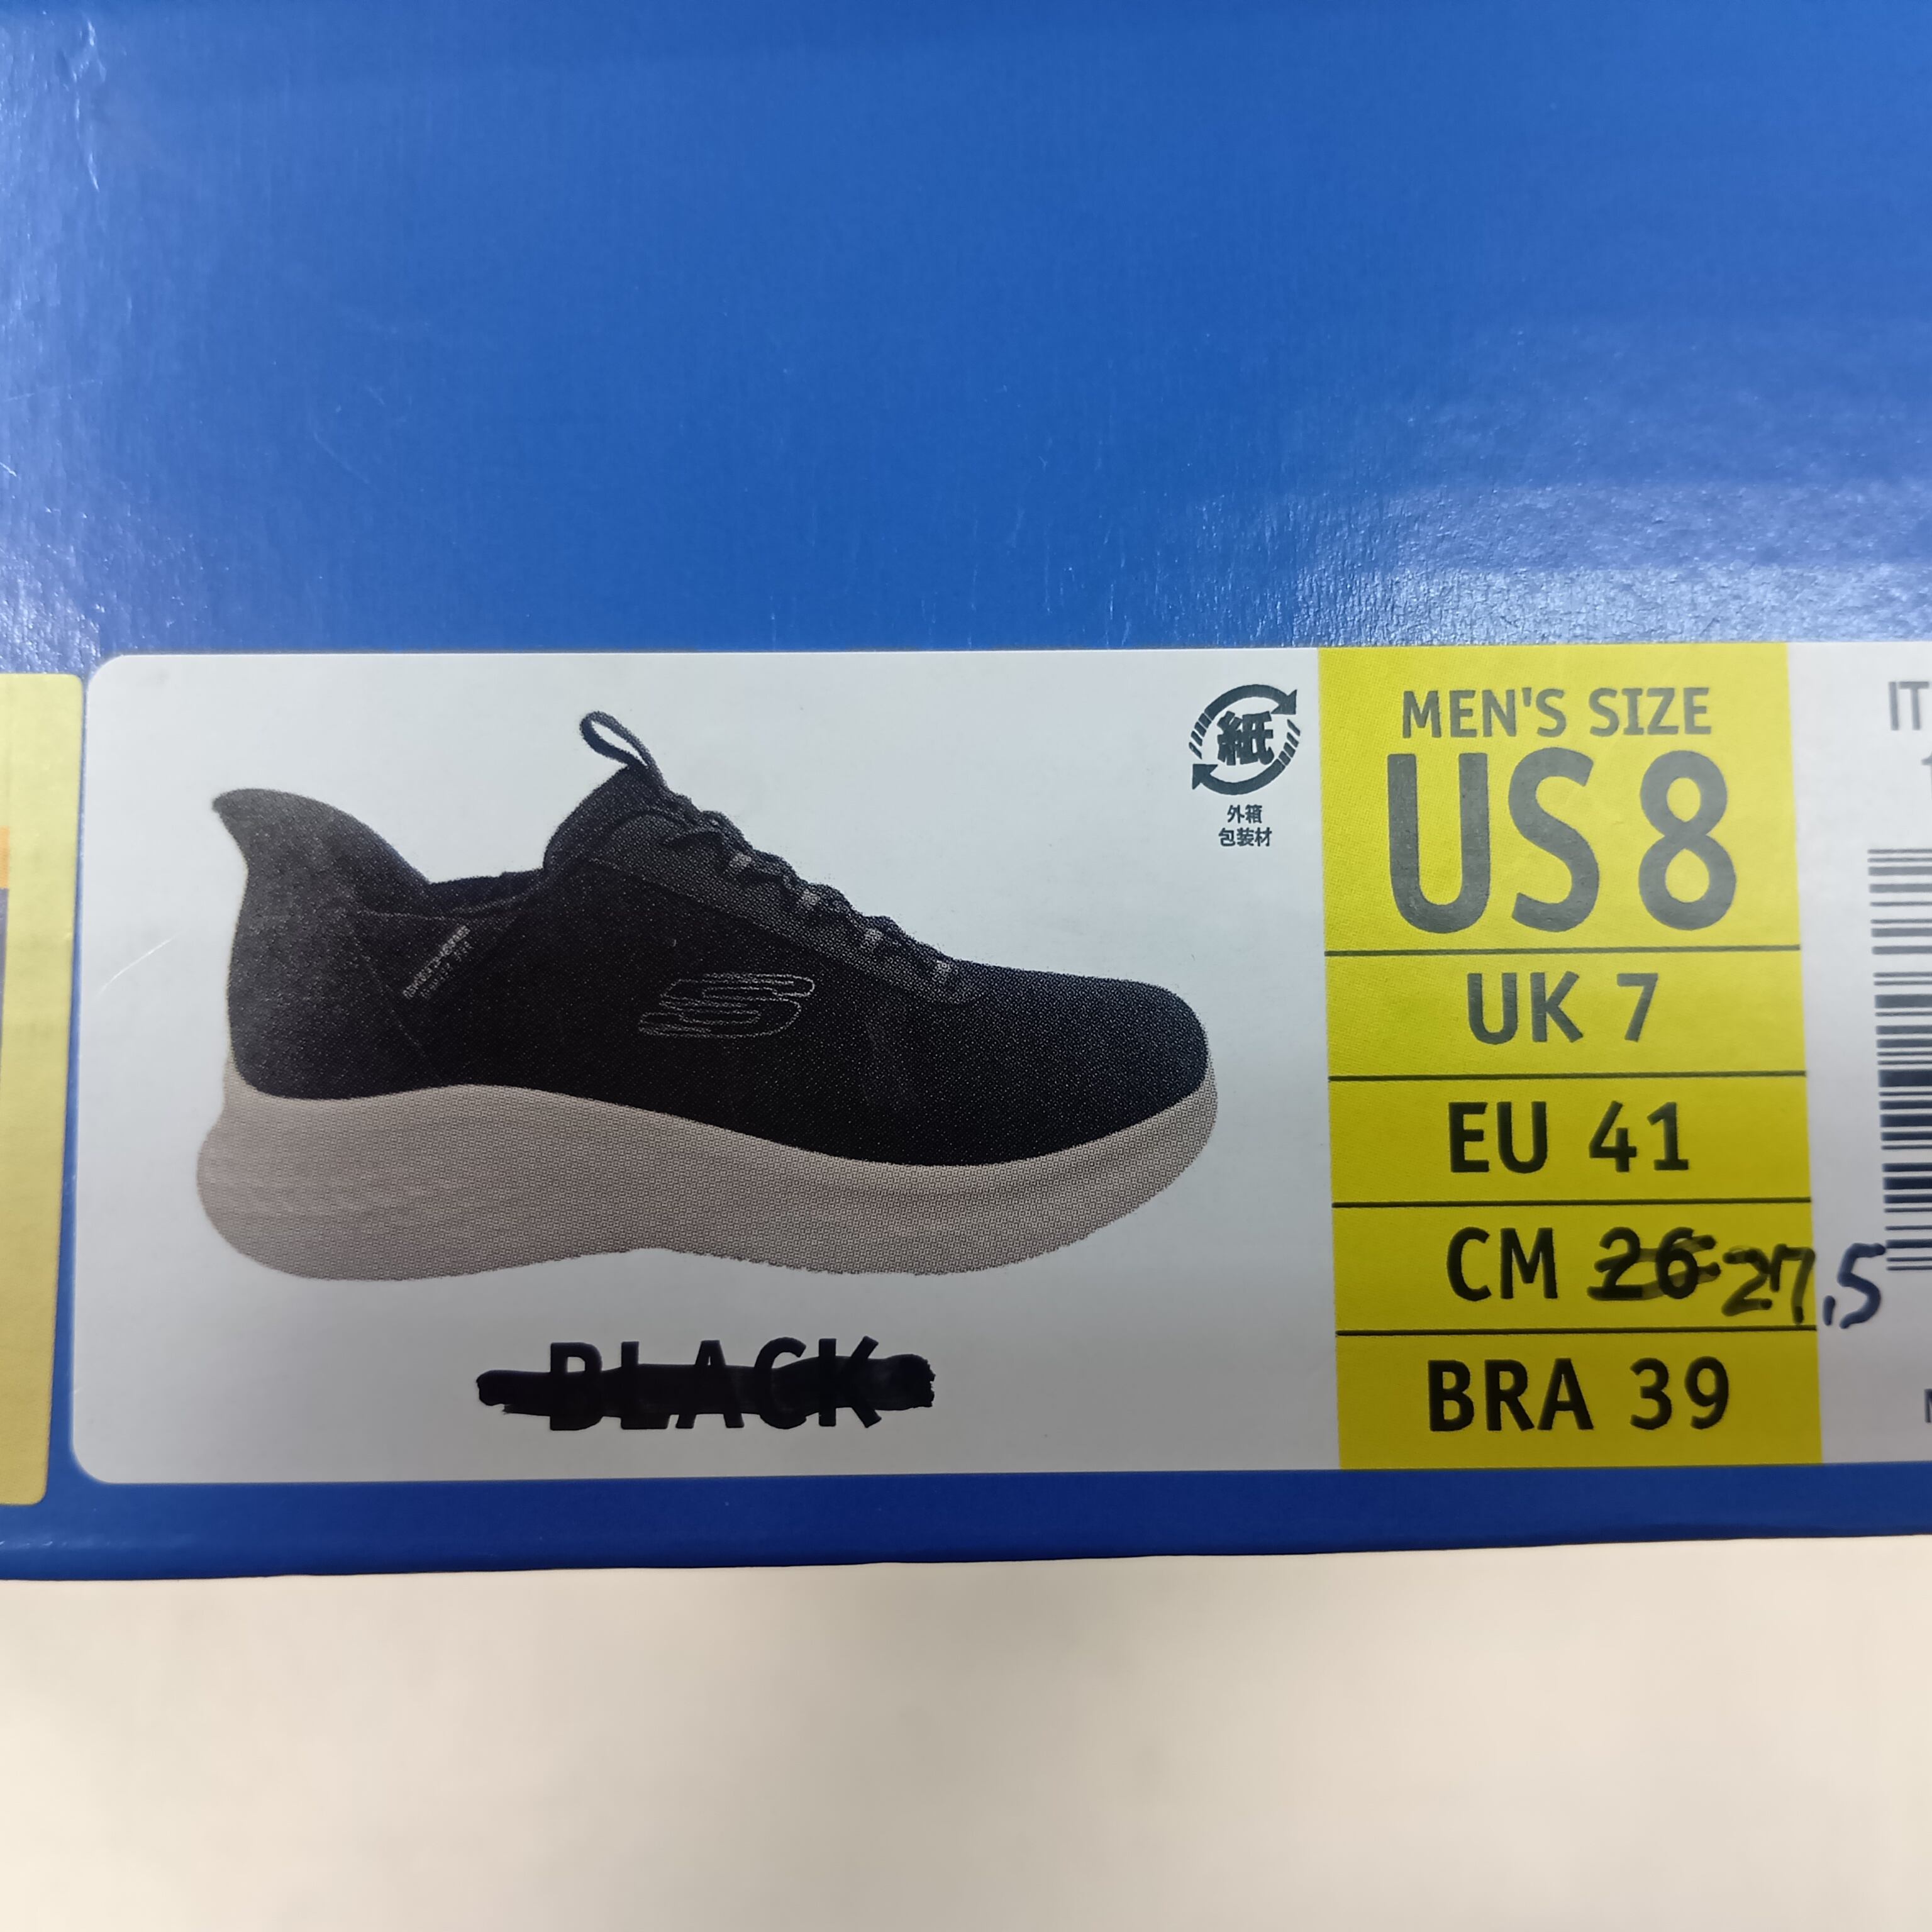 紙
外箱
包装材
MEN'S SIZE
US 8
UK 7
EU 41
CM 26 27.5
BRA 39
BLACK
IT